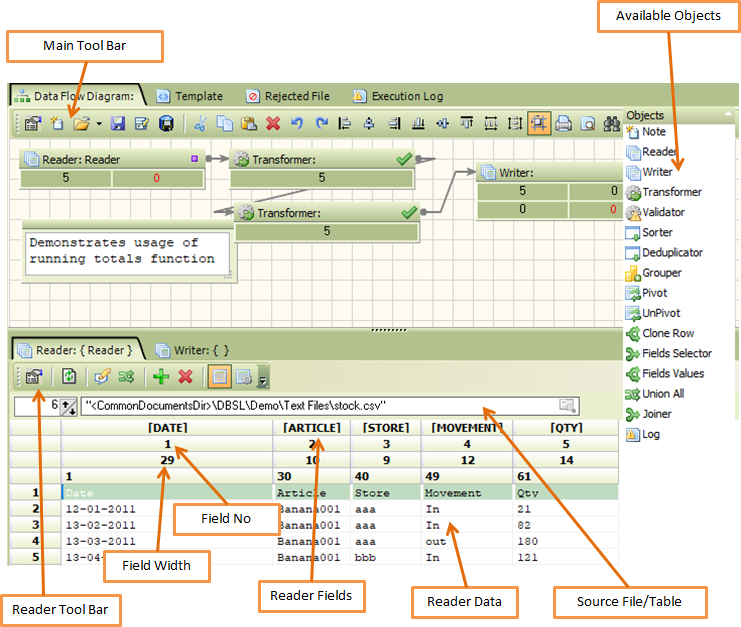 Available Objects
Main Tool Bar
Data Flow Diagram: Template Rejected File Execution Log
Objects
Note
Reader
Writer
Transformer
Validator
Sorter
Deduplicator
Grouper
Pivot
UnPivot
Clone Row
Fields Selector
Fields Values
Union All
Joiner
Log
Reader: Reader
5 0
Transformer:
5
Writer:
5 0
0 0
Transformer:
5
Demonstrates usage of
running totals function
Reader: { Reader } Writer: { }
6 "<CommonDocumentsDir>\DBSL\Demo\Text Files\stock.csv"
[DATE] [ARTICLE] [STORE] [MOVEMENT] [QTY]
1 2 3 4 5
29 10 9 12 14
1 30 40 49 61
1 Date Article Store Movement Qty
2 12-01-2011 Banana001 aaa In 21
3 13-02-2011 Banana001 aaa In 82
4 13-03-2011 Banana001 aaa out 180
5 13-04- Banana001 bbb In 121
Field No
Field Width
Reader Tool Bar
Reader Fields
Reader Data
Source File/Table